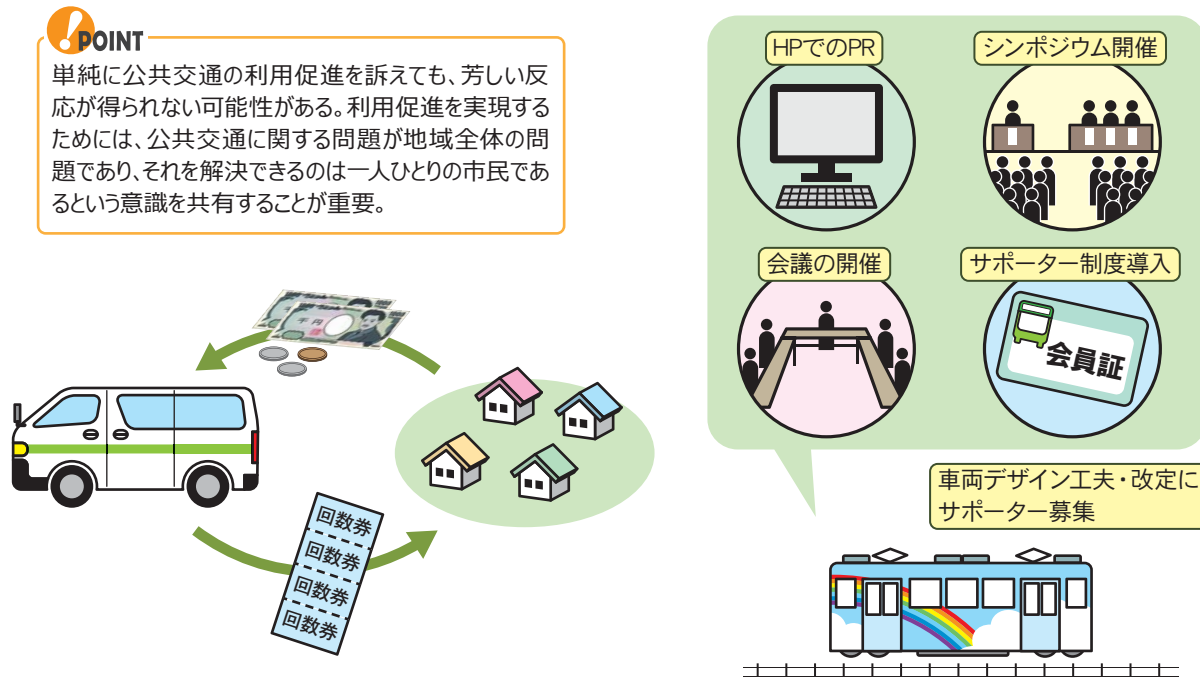 POINT
単純に公共交通の利用促進を訴えても、芳しい反
応が得られない可能性がある。利用促進を実現する
ためには、公共交通に関する問題が地域全体の問
題であり、それを解決できるのは一人ひとりの市民であ
るという意識を共有することが重要。
千円
回数券
回数券
回数券
回数券
HPでのPR
シンポジウム開催
会議の開催
サポーター制度導入
会員証
車両デザイン工夫・改定に
サポーター募集